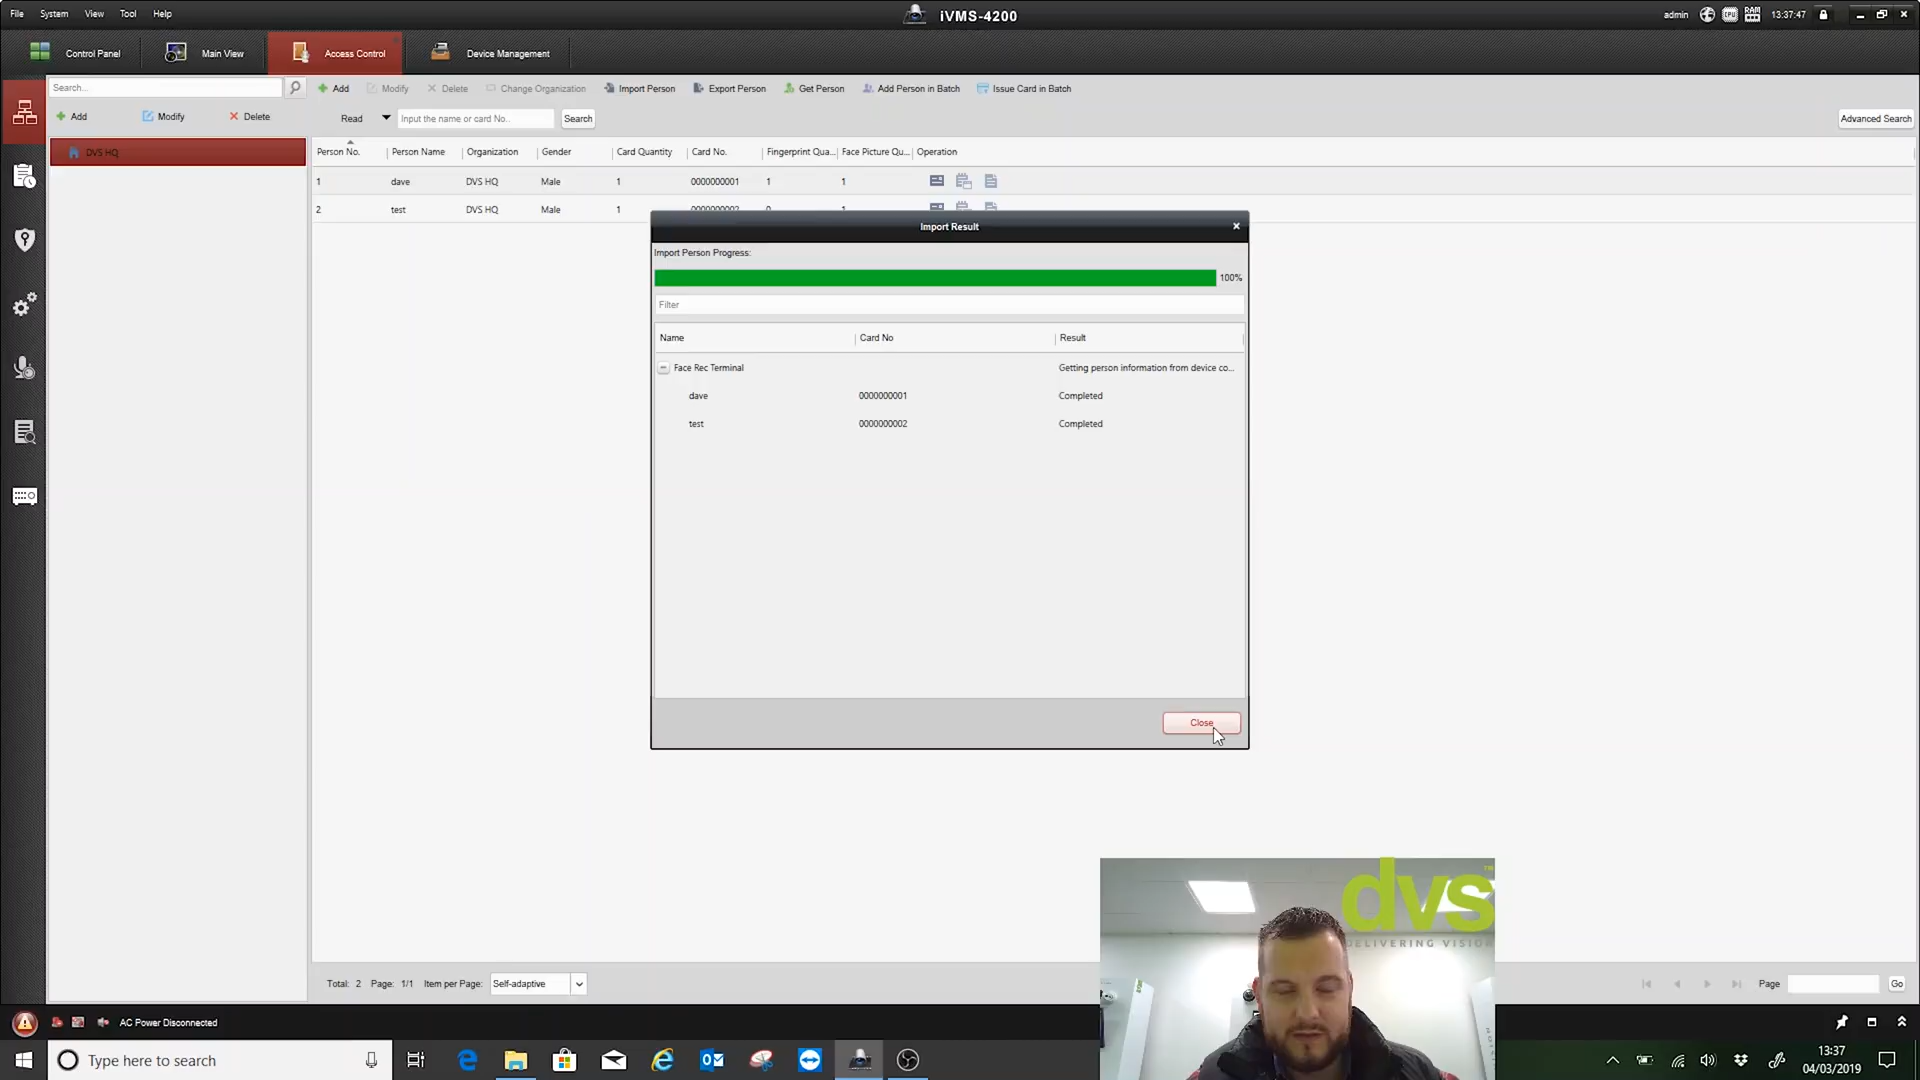 File System View Tool Help
iVMS-4200
admin 13:37:47
Control Panel Main View Access Control Device Management
Search...
Add Modify Delete Change Organization Import Person Export Person Get Person Add Person in Batch Issue Card in Batch
Add Modify Delete
Read Input the name or card No.. Search Advanced Search
DVS HQ
Person No. Person Name Organization Gender Card Quantity Card No. Fingerprint Qua... Face Picture Qu... Operation
1 dave DVS HQ Male 1 0000000001 1 1
2 test DVS HQ Male 1 0000000002 0 1
Import Result
Import Person Progress:
100%
Filter
Name Card No Result
Face Rec Terminal Getting person information from device co...
dave 0000000001 Completed
test 0000000002 Completed
Close
dvs™
DELIVERING VISION
Total: 2 Page: 1/1 Item per Page: Self-adaptive Page Go
AC Power Disconnected
Type here to search
13:37
04/03/2019